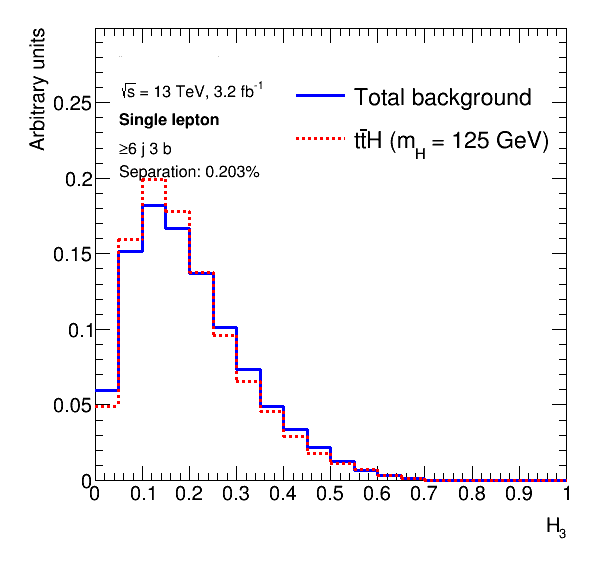 Arbitrary units
√s = 13 TeV, 3.2 fb⁻¹
Single lepton
≥6 j 3 b
Separation: 0.203%
Total background
tt̄H (m_H = 125 GeV)
0.25
0.2
0.15
0.1
0.05
0
0 0.1 0.2 0.3 0.4 0.5 0.6 0.7 0.8 0.9 1
H₃